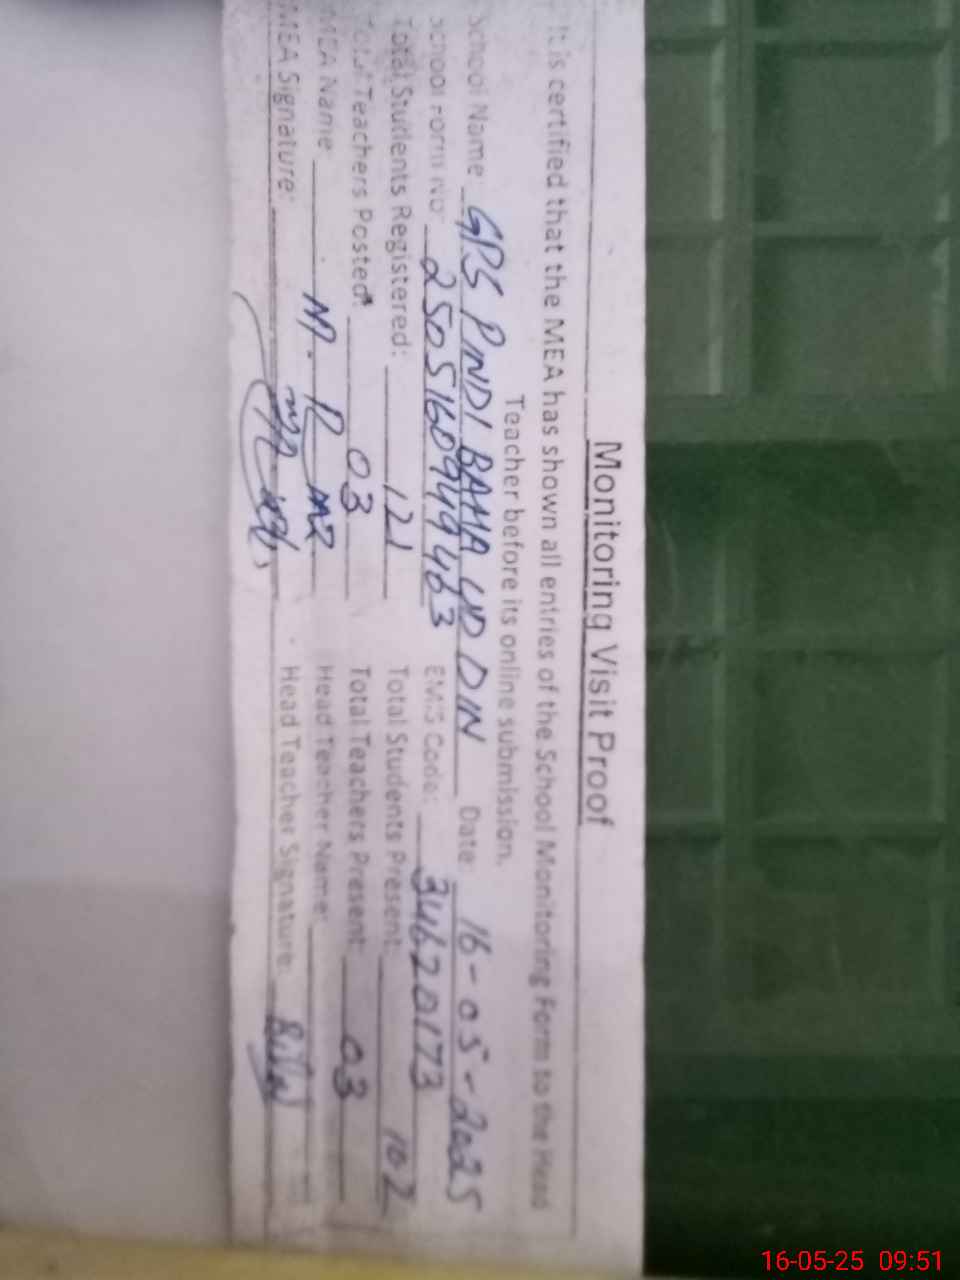 Monitoring Visit Proof
It is certified that the MEA has shown all entries of the School Monitoring Form to the Head
Teacher before its online submission.
School Name: GPS PINDI BAHA UD DIN Date: 16-05-2025
School Form No: EMIS Code: 34620173
Total Students Registered: 121 Total Students Present: 102
Total Teachers Posted: 03 Total Teachers Present: 03
MEA Name: Head Teacher Name:
MEA Signature: Head Teacher Signature:
16-05-25 09:51